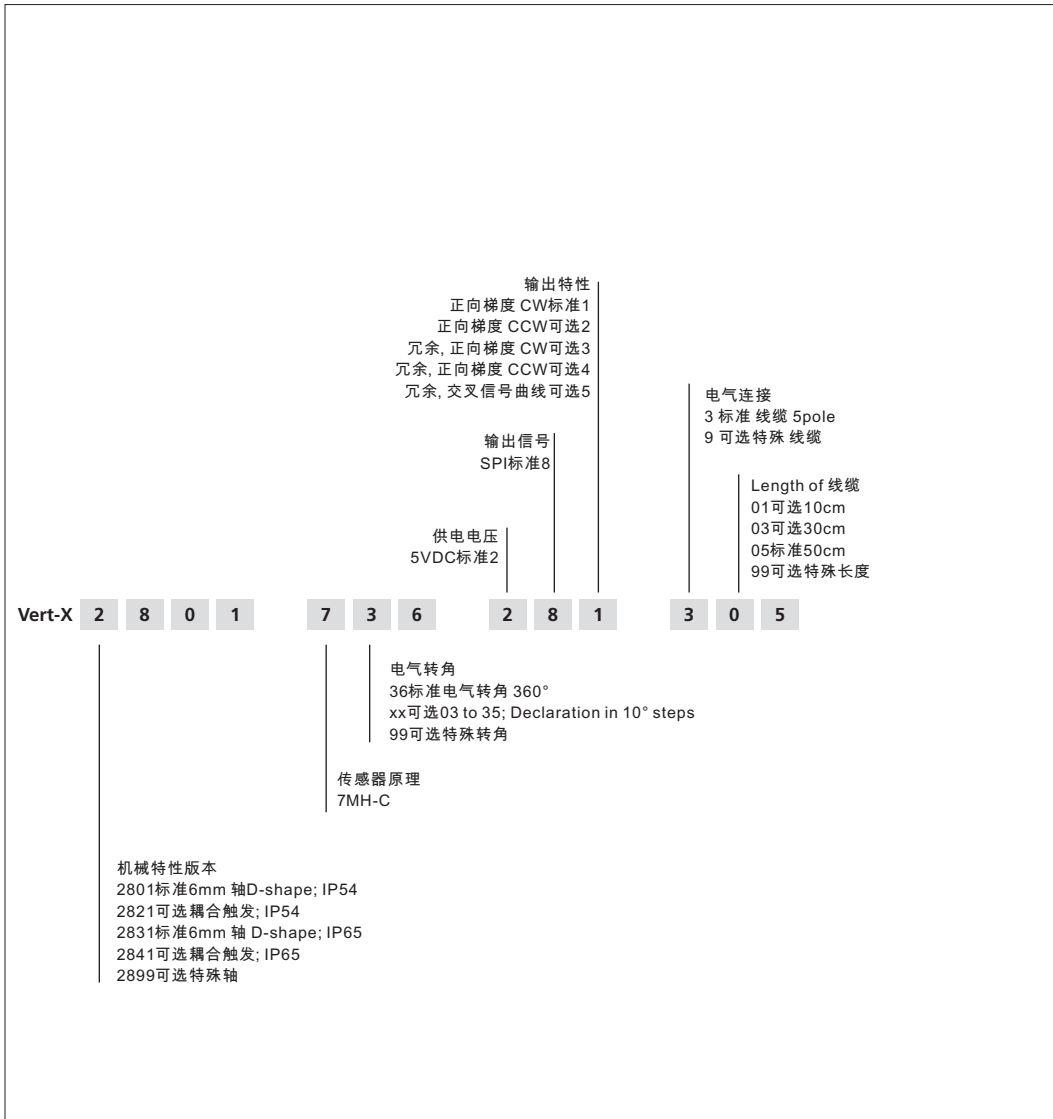 输出特性
正向梯度 CW标准1
正向梯度 CCW可选2
冗余, 正向梯度 CW可选3
冗余, 正向梯度 CCW可选4
冗余, 交叉信号曲线可选5
输出信号
SPI标准8
供电电压
5VDC标准2
电气连接
3 标准 线缆 5pole
9 可选特殊 线缆
Length of 线缆
01可选10cm
03可选30cm
05标准50cm
99可选特殊长度
Vert-X 2 8 0 1 7 3 6 2 8 1 3 0 5
电气转角
36标准电气转角 360°
xx可选03 to 35; Declaration in 10° steps
99可选特殊转角
传感器原理
7MH-C
机械特性版本
2801标准6mm 轴D-shape; IP54
2821可选耦合触发; IP54
2831标准6mm 轴 D-shape; IP65
2841可选耦合触发; IP65
2899可选特殊轴